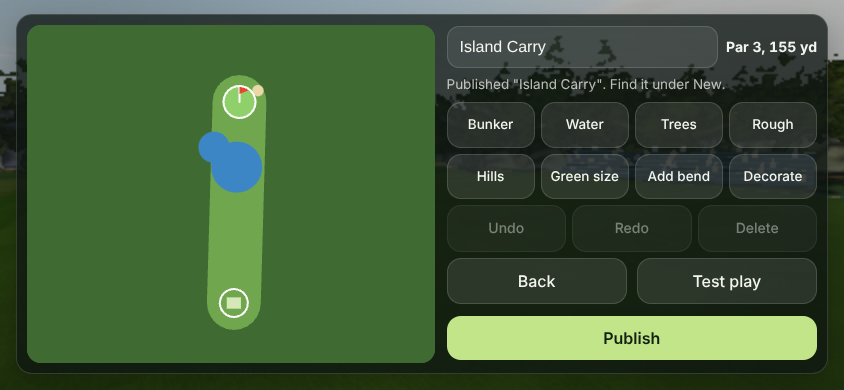 Island Carry
Par 3, 155 yd
Published "Island Carry". Find it under New.
Bunker
Water
Trees
Rough
Hills
Green size
Add bend
Decorate
Undo
Redo
Delete
Back
Test play
Publish